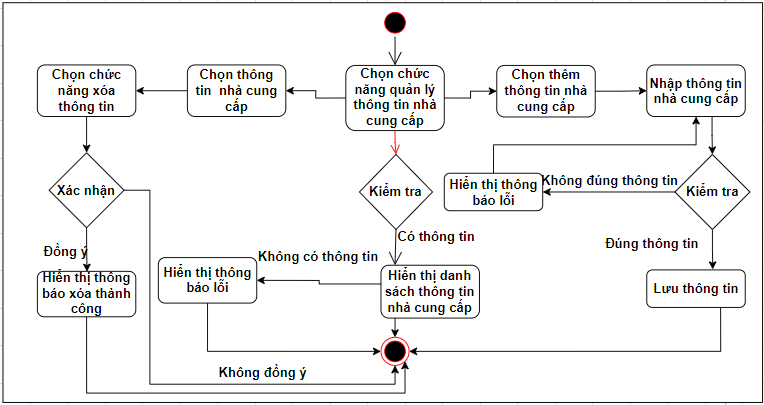 Chọn chức
năng xóa
thông tin
Chọn thông
tin nhà cung
cấp
Chọn chức
năng quản lý
thông tin nhà
cung cấp
Chọn thêm
thông tin nhà
cung cấp
Nhập thông tin
nhà cung cấp
Xác nhận
Kiểm tra
Hiển thị thông
báo lỗi
Không đúng thông tin
Kiểm tra
Đồng ý
Có thông tin
Đúng thông tin
Hiển thị thông
báo xóa thành
công
Hiển thị thông
báo lỗi
Không có thông tin
Hiển thị danh
sách thông tin
nhà cung cấp
Lưu thông tin
Không đồng ý